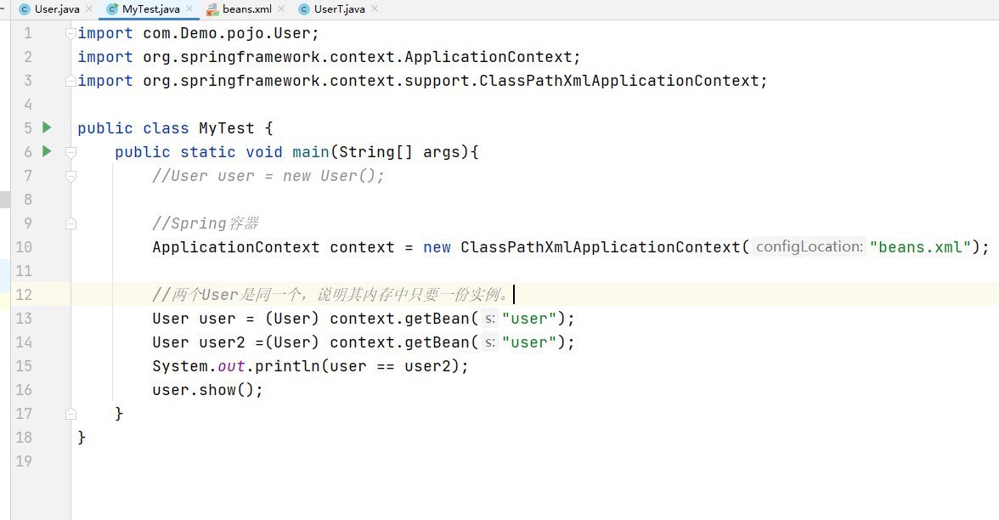 User.java MyTest.java beans.xml UserT.java
1 import com.Demo.pojo.User;
2 import org.springframework.context.ApplicationContext;
3 import org.springframework.context.support.ClassPathXmlApplicationContext;
4
5 public class MyTest {
6 public static void main(String[] args){
7 //User user = new User();
8
9 //Spring容器
10 ApplicationContext context = new ClassPathXmlApplicationContext( configLocation: "beans.xml");
11
12 //两个User是同一个，说明其内存中只要一份实例。
13 User user = (User) context.getBean( s: "user");
14 User user2 =(User) context.getBean( s: "user");
15 System.out.println(user == user2);
16 user.show();
17 }
18 }
19